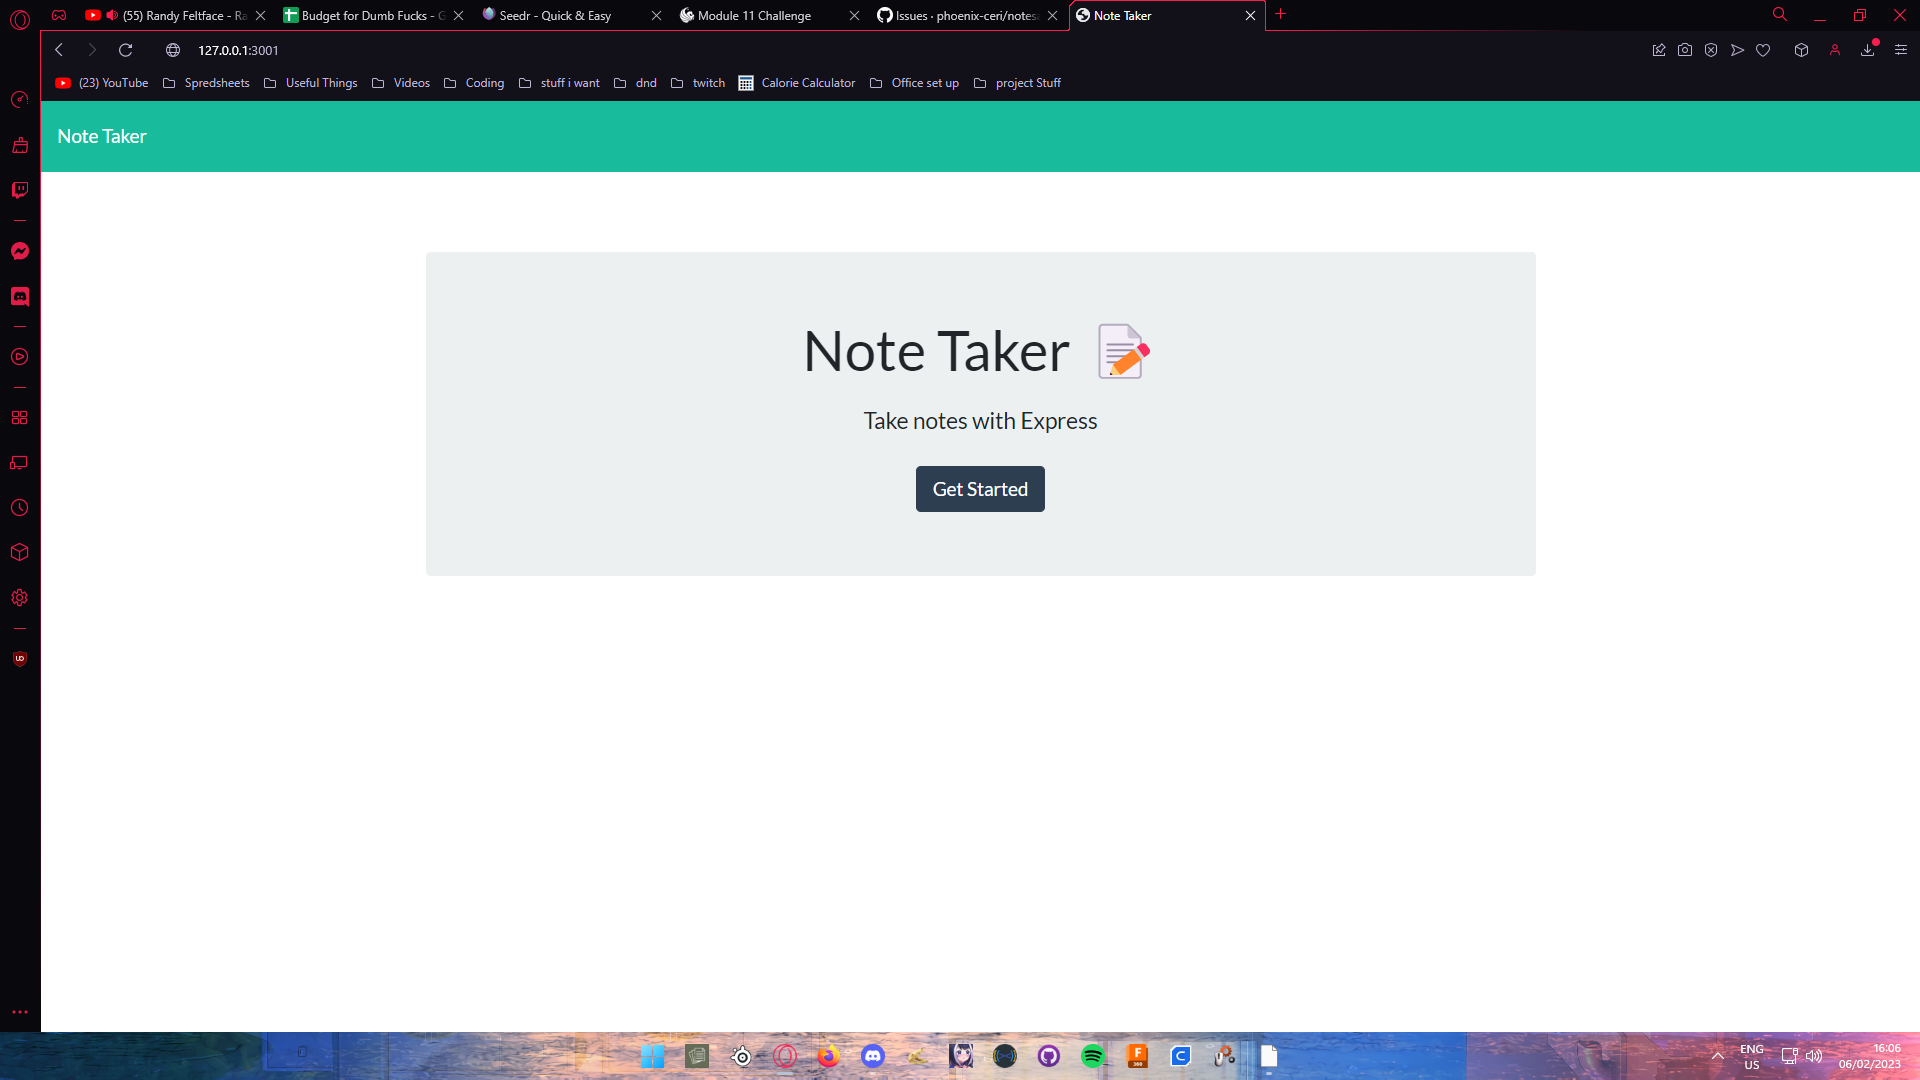 (55) Randy Feltface - Ra
Budget for Dumb Fucks - G
Seedr - Quick & Easy
Module 11 Challenge
Issues · phoenix-ceri/notesa
Note Taker
127.0.0.1:3001
(23) YouTube
Spredsheets
Useful Things
Videos
Coding
stuff i want
dnd
twitch
Calorie Calculator
Office set up
project Stuff
Note Taker
Note Taker
Take notes with Express
Get Started
ENG
US
16:06
06/02/2023